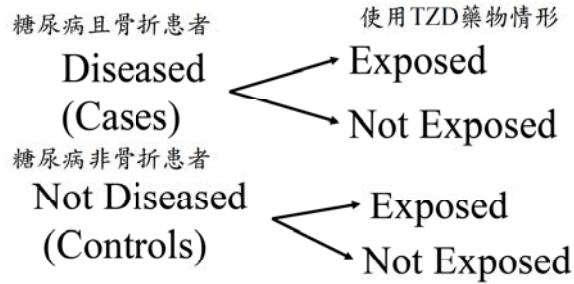 糖尿病且骨折患者
使用TZD藥物情形
Diseased
(Cases)
Exposed
Not Exposed
糖尿病非骨折患者
Not Diseased
(Controls)
Exposed
Not Exposed